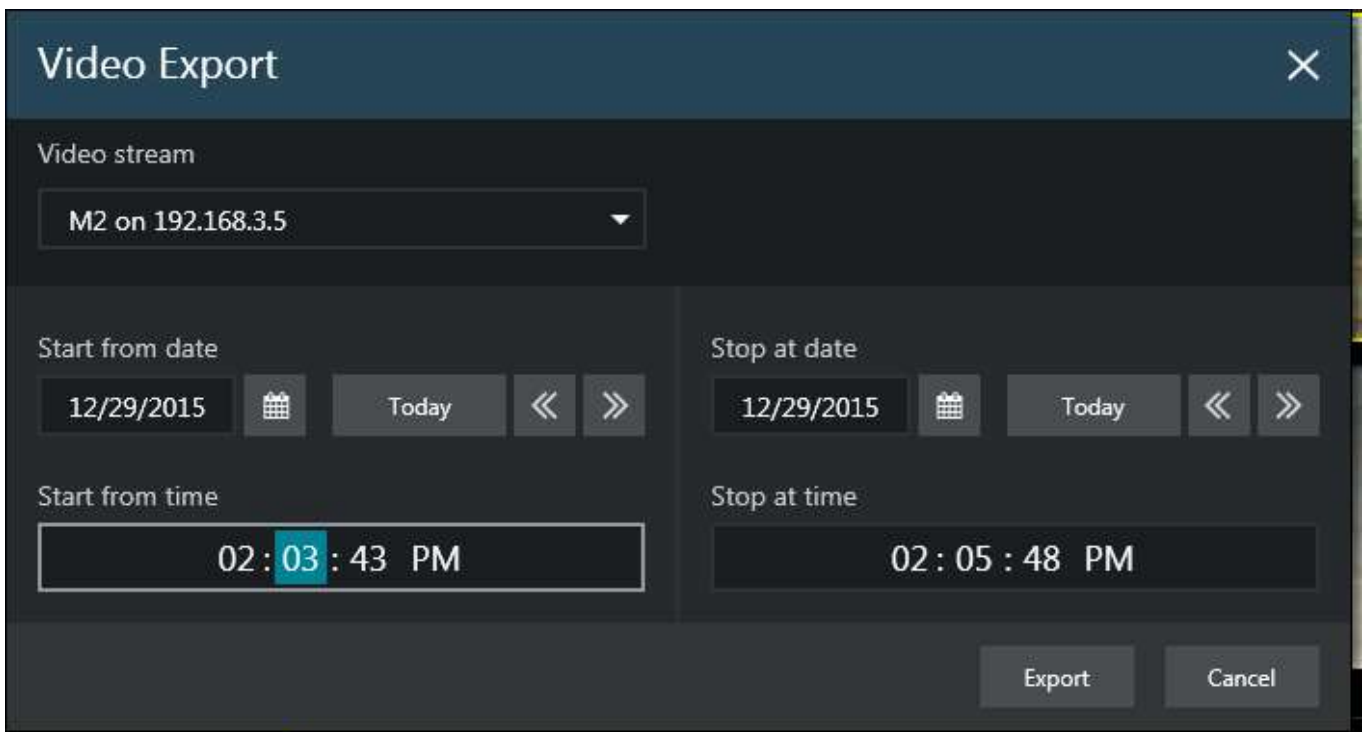 Video Export
Video stream
M2 on 192.168.3.5
Start from date
12/29/2015 Today
Start from time
02 : 03 : 43 PM
Stop at date
12/29/2015 Today
Stop at time
02 : 05 : 48 PM
Export Cancel